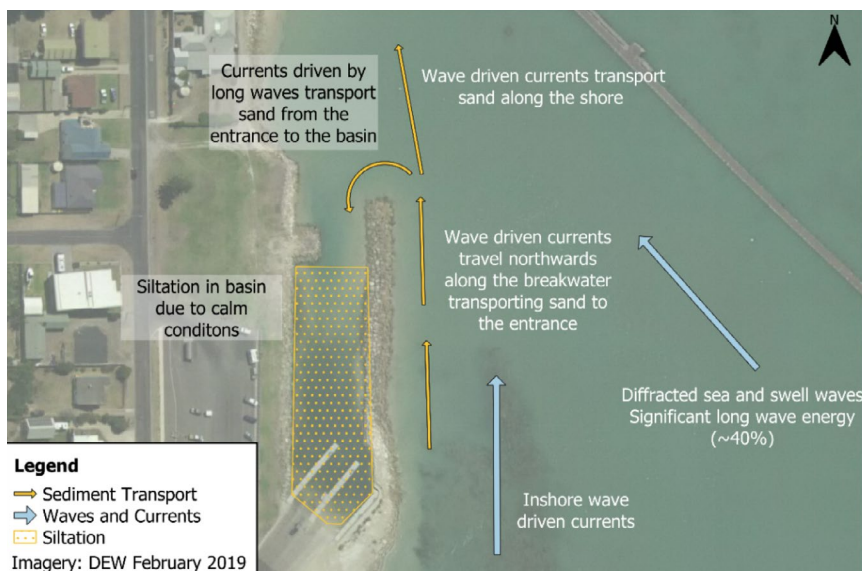 N
Currents driven by
long waves transport
sand from the
entrance to the basin
Wave driven currents transport
sand along the shore
Wave driven currents
travel northwards
along the breakwater
transporting sand to
the entrance
Siltation in basin
due to calm
conditons
Diffracted sea and swell waves
Significant long wave energy
(~40%)
Inshore wave
driven currents
Legend
Sediment Transport
Waves and Currents
Siltation
Imagery: DEW February 2019